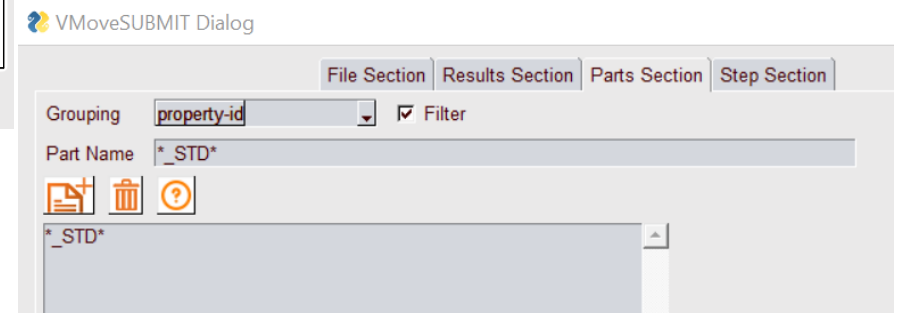 VMoveSUBMIT Dialog
File Section Results Section Parts Section Step Section
Grouping property-id Filter
Part Name *_STD*
?
*_STD*